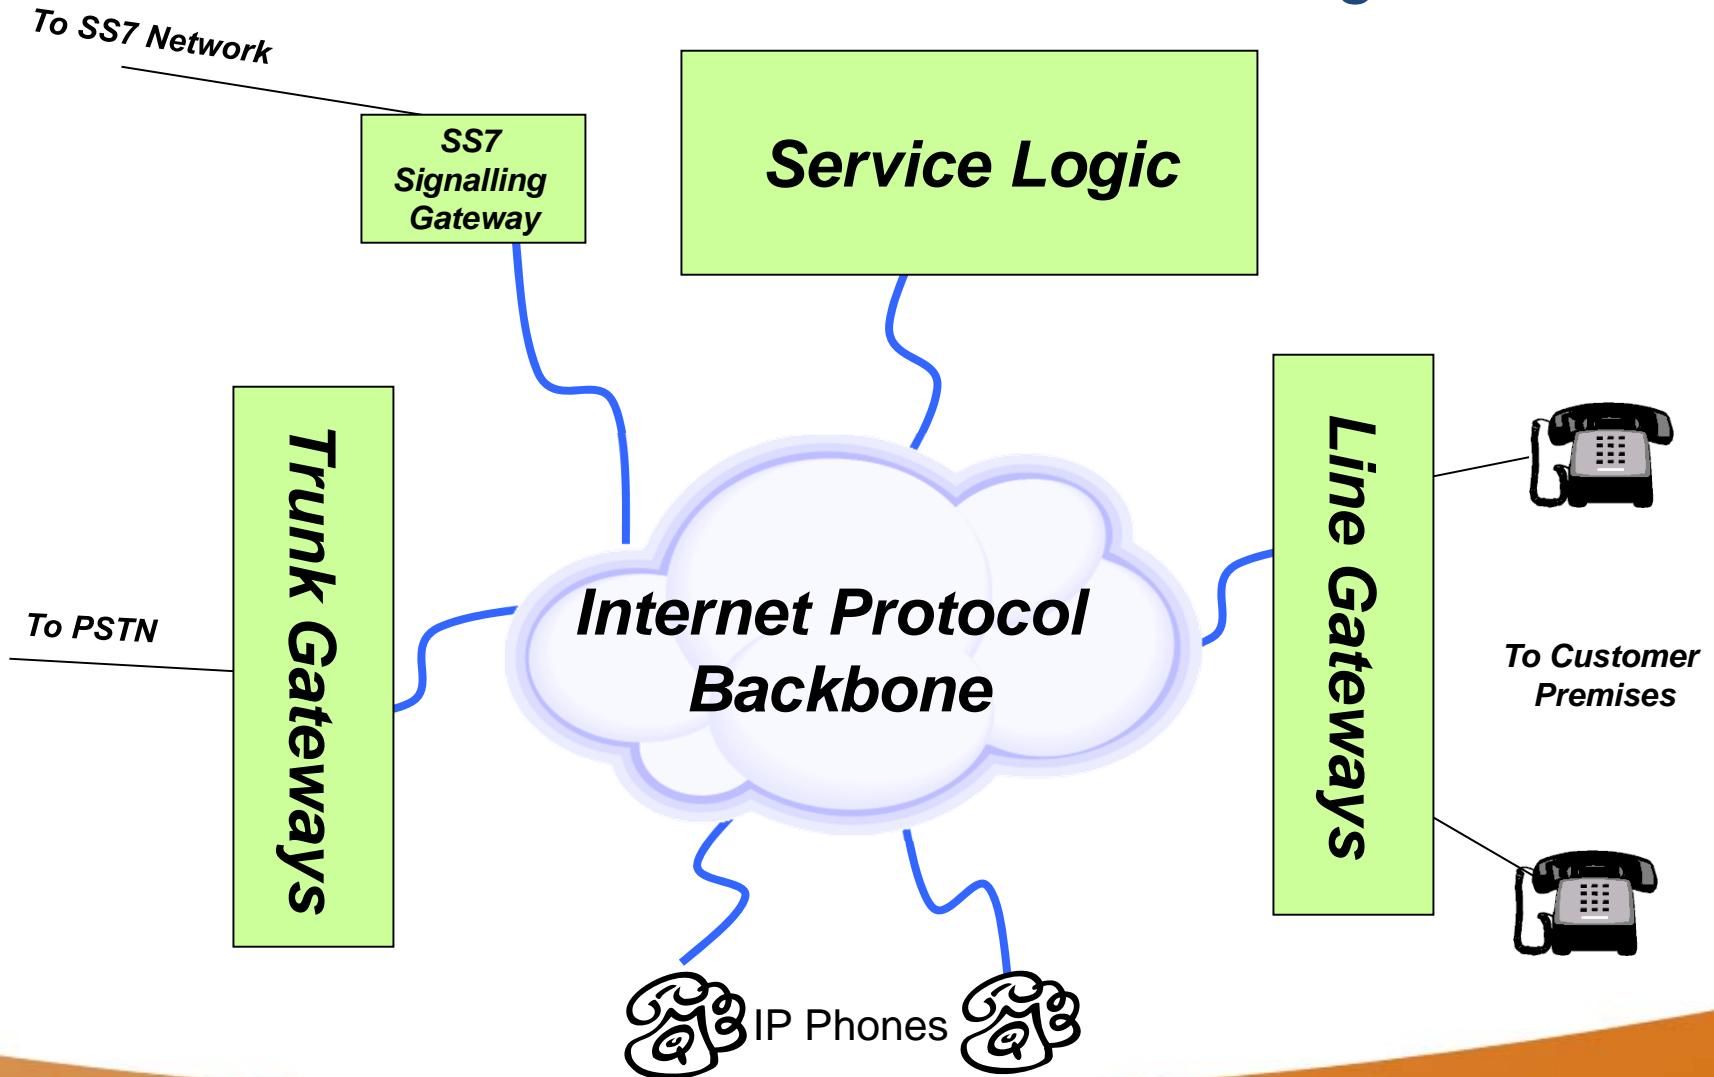 To SS7 Network
SS7
Signalling
Gateway
Service Logic
Trunk Gateways
Line Gateways
Internet Protocol
Backbone
To PSTN
To Customer
Premises
IP Phones